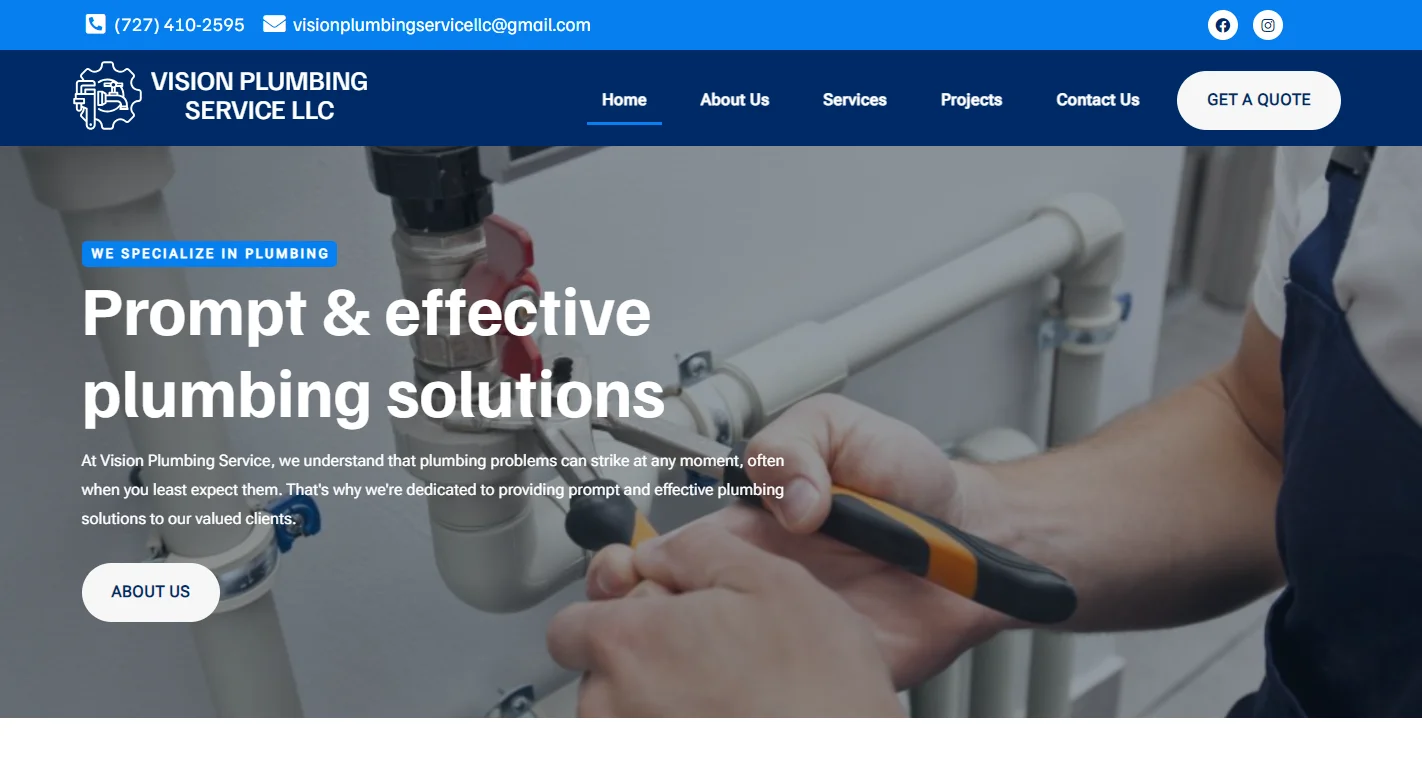 (727) 410-2595 visionplumbingservicellc@gmail.com
VISION PLUMBING
SERVICE LLC
Home About Us Services Projects Contact Us GET A QUOTE
WE SPECIALIZE IN PLUMBING
Prompt & effective
plumbing solutions
At Vision Plumbing Service, we understand that plumbing problems can strike at any moment, often
when you least expect them. That's why we're dedicated to providing prompt and effective plumbing
solutions to our valued clients.
ABOUT US